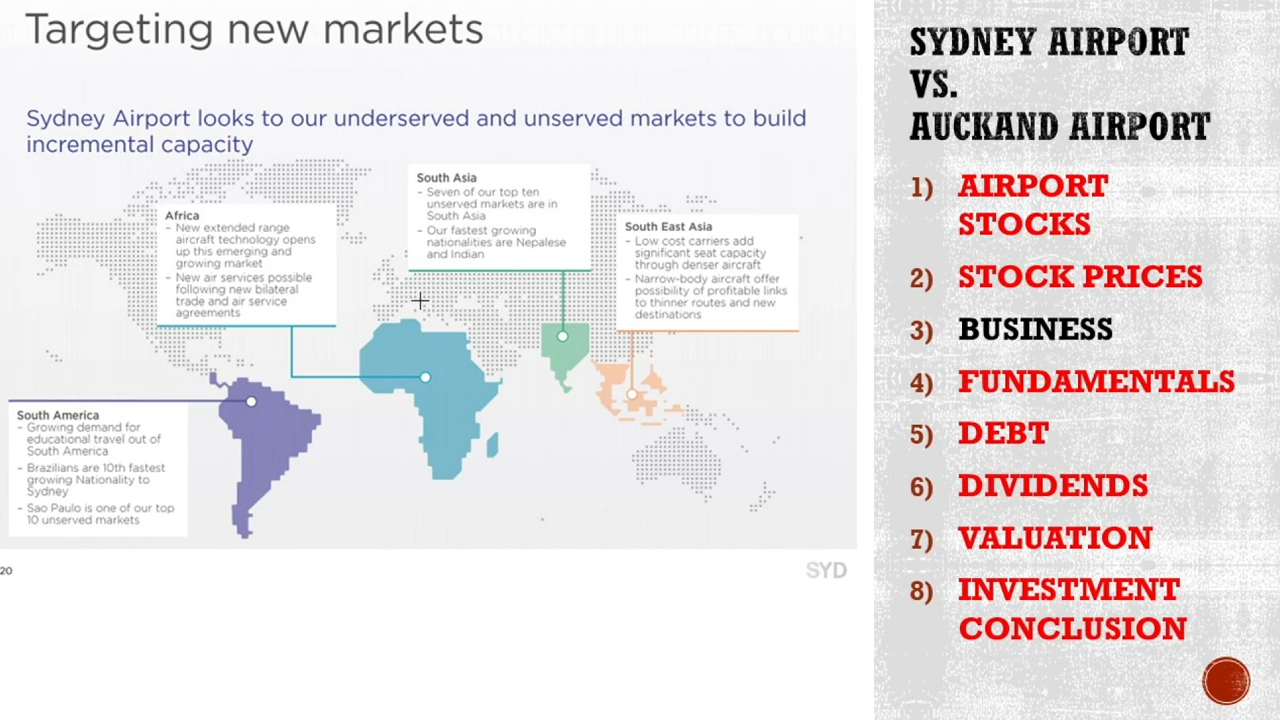 Targeting new markets
Sydney Airport looks to our underserved and unserved markets to build
incremental capacity
Africa
– New extended range
aircraft technology opens
up this emerging and
growing market
– New air services possible
following new bilateral
trade and air service
agreements
South Asia
– Seven of our top ten
unserved markets are in
South Asia
– Our fastest growing
nationalities are Nepalese
and Indian
South East Asia
– Low cost carriers add
significant seat capacity
through denser aircraft
– Narrow-body aircraft offer
possibility of profitable links
to thinner routes and new
destinations
South America
– Growing demand for
educational travel out of
South America
– Brazilians are 10th fastest
growing Nationality to
Sydney
– Sao Paulo is one of our top
10 unserved markets
20
SYD
SYDNEY AIRPORT
VS.
AUCKAND AIRPORT
1) AIRPORT
STOCKS
2) STOCK PRICES
3) BUSINESS
4) FUNDAMENTALS
5) DEBT
6) DIVIDENDS
7) VALUATION
8) INVESTMENT
CONCLUSION